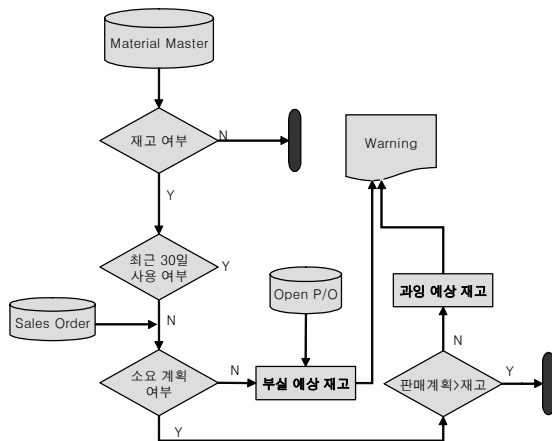 Material Master
재고 여부
N
Warning
Y
최근 30일
사용 여부
Y
Open P/O
과잉 예상 재고
Sales Order
N
소요 계획
여부
N
부실 예상 재고
N
판매계획>재고
Y
Y